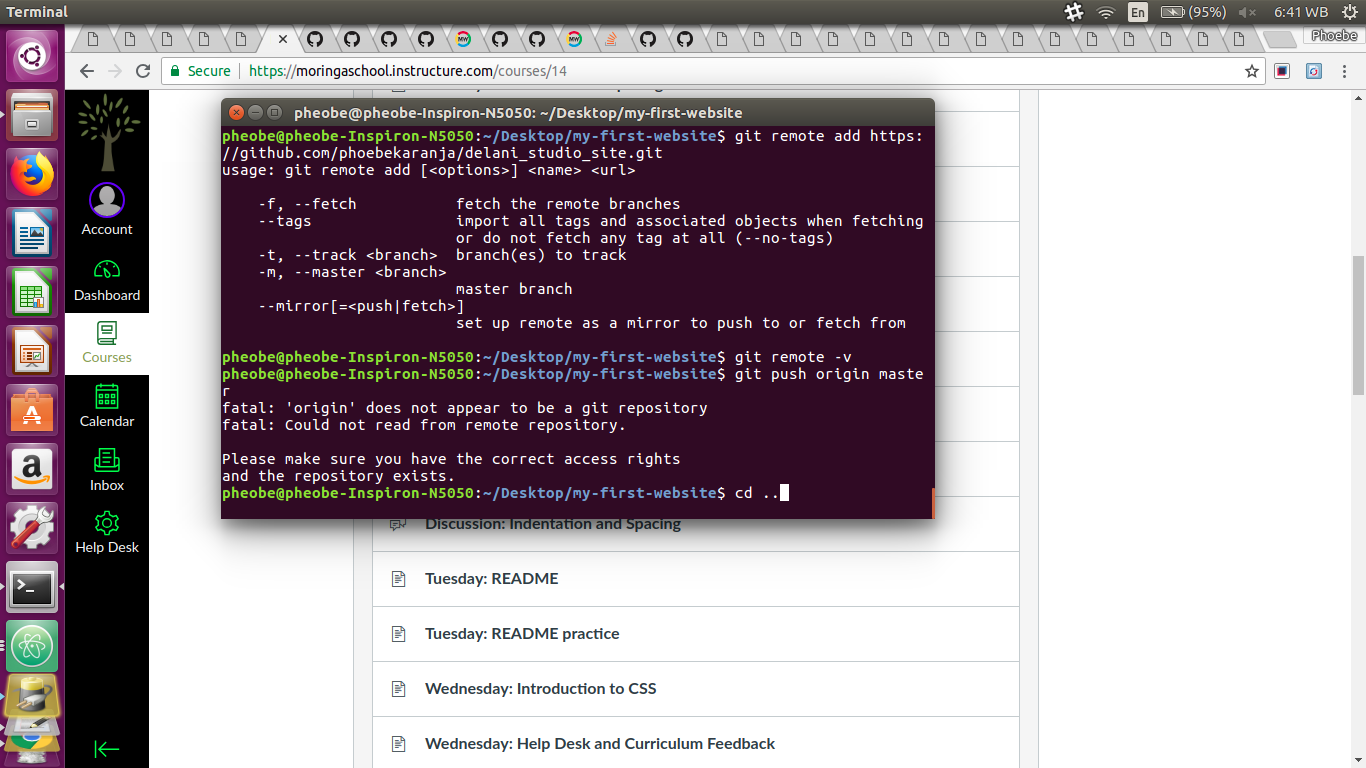 Terminal
En
(95%)
6:41 WB
Phoebe
Secure
https://moringaschool.instructure.com/courses/14
Account
Dashboard
Courses
Calendar
Inbox
Help Desk
pheobe@pheobe-Inspiron-N5050: ~/Desktop/my-first-website
pheobe@pheobe-Inspiron-N5050:~/Desktop/my-first-website$ git remote add https:
//github.com/phoebekaranja/delani_studio_site.git
usage: git remote add [<options>] <name> <url>
-f, --fetch fetch the remote branches
--tags import all tags and associated objects when fetching
or do not fetch any tag at all (--no-tags)
-t, --track <branch> branch(es) to track
-m, --master <branch>
master branch
--mirror[=<push|fetch>]
set up remote as a mirror to push to or fetch from
pheobe@pheobe-Inspiron-N5050:~/Desktop/my-first-website$ git remote -v
pheobe@pheobe-Inspiron-N5050:~/Desktop/my-first-website$ git push origin maste
r
fatal: 'origin' does not appear to be a git repository
fatal: Could not read from remote repository.
Please make sure you have the correct access rights
and the repository exists.
pheobe@pheobe-Inspiron-N5050:~/Desktop/my-first-website$ cd ..
Discussion: Indentation and Spacing
Tuesday: README
Tuesday: README practice
Wednesday: Introduction to CSS
Wednesday: Help Desk and Curriculum Feedback